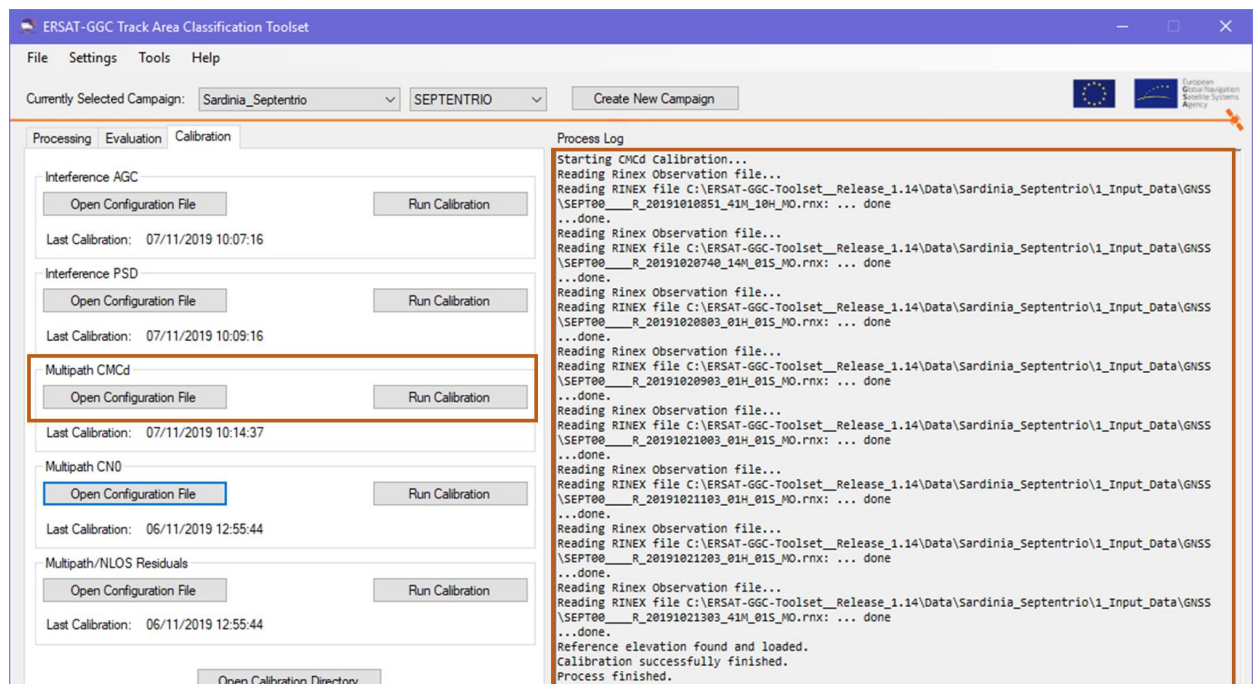 ERSAT-GGC Track Area Classification Toolset
File Settings Tools Help
Currently Selected Campaign: Sardinia_Septentrio SEPTENTRIO Create New Campaign
European
Global Navigation
Satellite Systems
Agency
Processing Evaluation Calibration
Interference AGC
Open Configuration File Run Calibration
Last Calibration: 07/11/2019 10:07:16
Interference PSD
Open Configuration File Run Calibration
Last Calibration: 07/11/2019 10:09:16
Multipath CMCd
Open Configuration File Run Calibration
Last Calibration: 07/11/2019 10:14:37
Multipath CN0
Open Configuration File Run Calibration
Last Calibration: 06/11/2019 12:55:44
Multipath/NLOS Residuals
Open Configuration File Run Calibration
Last Calibration: 06/11/2019 12:55:44
Open Calibration Directory
Process Log
Starting CMCd Calibration...
Reading Rinex Observation file...
Reading RINEX file C:\ERSAT-GGC-Toolset__Release_1.14\Data\Sardinia_Septentrio\1_Input_Data\GNSS
\SEPT00____R_20191010851_41M_10H_MO.rnx: ... done
...done.
Reading Rinex Observation file...
Reading RINEX file C:\ERSAT-GGC-Toolset__Release_1.14\Data\Sardinia_Septentrio\1_Input_Data\GNSS
\SEPT00____R_20191020740_14M_01S_MO.rnx: ... done
...done.
Reading Rinex Observation file...
Reading RINEX file C:\ERSAT-GGC-Toolset__Release_1.14\Data\Sardinia_Septentrio\1_Input_Data\GNSS
\SEPT00____R_20191020803_01H_01S_MO.rnx: ... done
...done.
Reading Rinex Observation file...
Reading RINEX file C:\ERSAT-GGC-Toolset__Release_1.14\Data\Sardinia_Septentrio\1_Input_Data\GNSS
\SEPT00____R_20191020903_01H_01S_MO.rnx: ... done
...done.
Reading Rinex Observation file...
Reading RINEX file C:\ERSAT-GGC-Toolset__Release_1.14\Data\Sardinia_Septentrio\1_Input_Data\GNSS
\SEPT00____R_20191021003_01H_01S_MO.rnx: ... done
...done.
Reading Rinex Observation file...
Reading RINEX file C:\ERSAT-GGC-Toolset__Release_1.14\Data\Sardinia_Septentrio\1_Input_Data\GNSS
\SEPT00____R_20191021103_01H_01S_MO.rnx: ... done
...done.
Reading Rinex Observation file...
Reading RINEX file C:\ERSAT-GGC-Toolset__Release_1.14\Data\Sardinia_Septentrio\1_Input_Data\GNSS
\SEPT00____R_20191021203_01H_01S_MO.rnx: ... done
...done.
Reading Rinex Observation file...
Reading RINEX file C:\ERSAT-GGC-Toolset__Release_1.14\Data\Sardinia_Septentrio\1_Input_Data\GNSS
\SEPT00____R_20191021303_41M_01S_MO.rnx: ... done
...done.
Reference elevation found and loaded.
Calibration successfully finished.
Process finished.